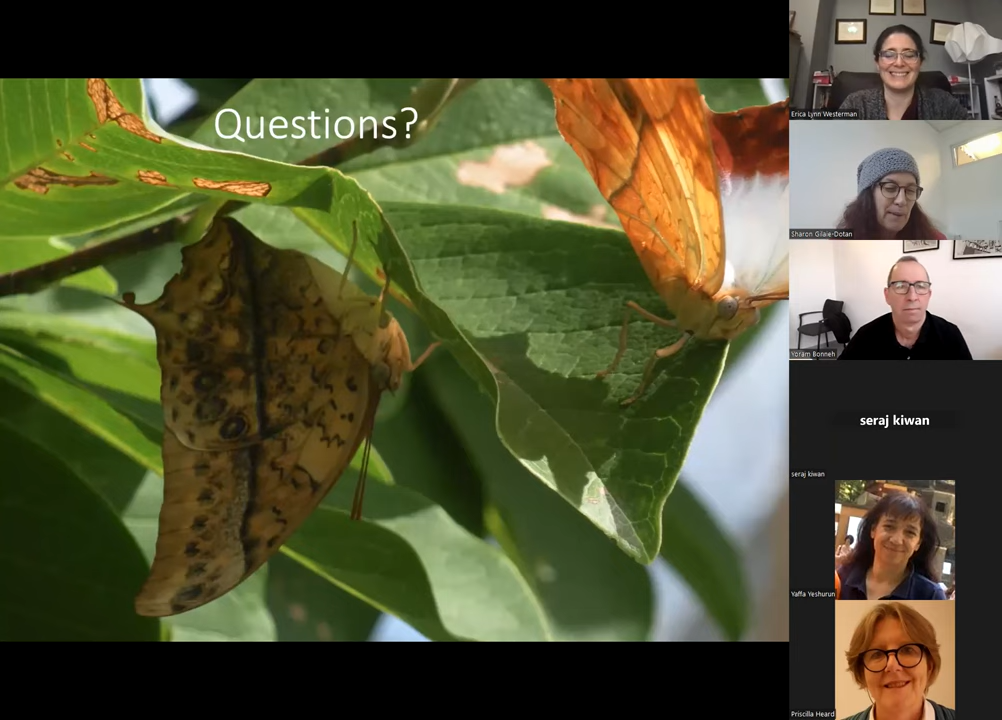 Questions?
Erica Lynn Westerman
Sharon Gilaie-Dotan
Yoram Bonneh
seraj kiwan
seraj kiwan
Yaffa Yeshurun
Priscilla Heard